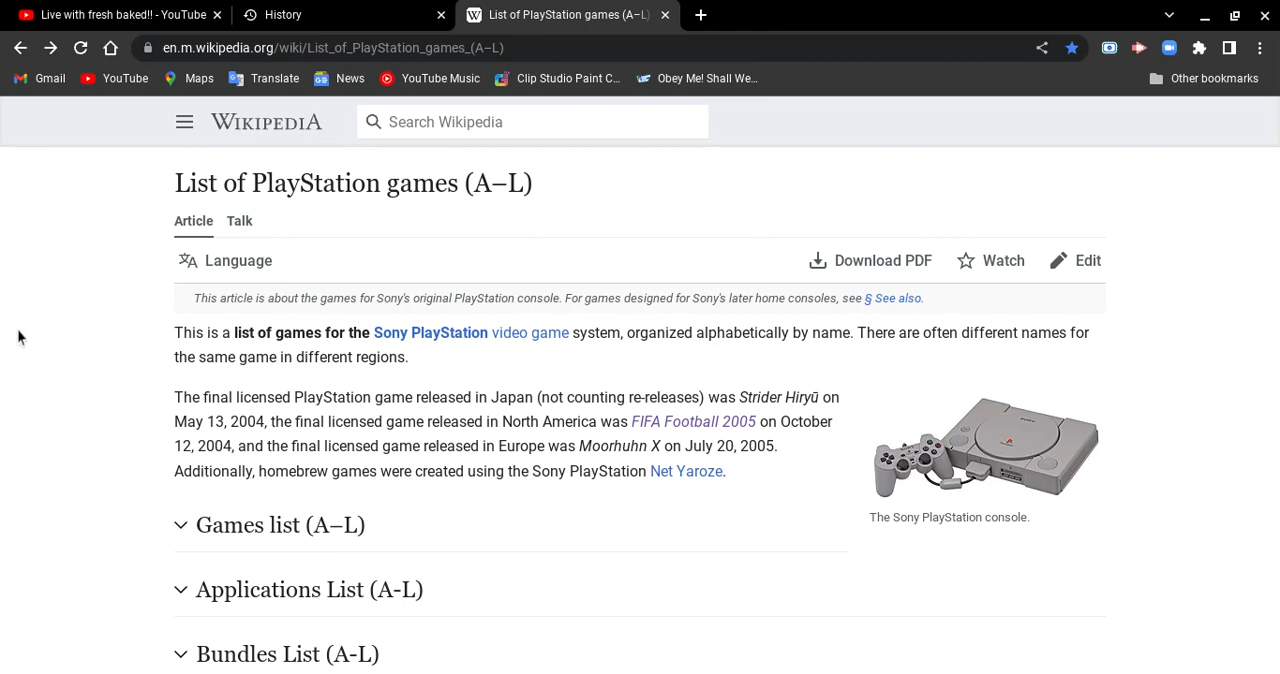 Live with fresh baked!! - YouTube
History
List of PlayStation games (A–L)
en.m.wikipedia.org/wiki/List_of_PlayStation_games_(A–L)
Gmail
YouTube
Maps
Translate
News
YouTube Music
Clip Studio Paint C...
Obey Me! Shall We...
Other bookmarks
WIKIPEDIA
Search Wikipedia
List of PlayStation games (A–L)
Article
Talk
Language
Download PDF
Watch
Edit
This article is about the games for Sony's original PlayStation console. For games designed for Sony's later home consoles, see § See also.
This is a list of games for the Sony PlayStation video game system, organized alphabetically by name. There are often different names for
the same game in different regions.
The final licensed PlayStation game released in Japan (not counting re-releases) was Strider Hiryū on
May 13, 2004, the final licensed game released in North America was FIFA Football 2005 on October
12, 2004, and the final licensed game released in Europe was Moorhuhn X on July 20, 2005.
Additionally, homebrew games were created using the Sony PlayStation Net Yaroze.
The Sony PlayStation console.
Games list (A–L)
Applications List (A-L)
Bundles List (A-L)